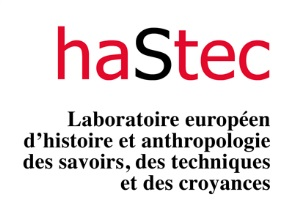 haStec
Laboratoire européen
d’histoire et anthropologie
des savoirs, des techniques
et des croyances